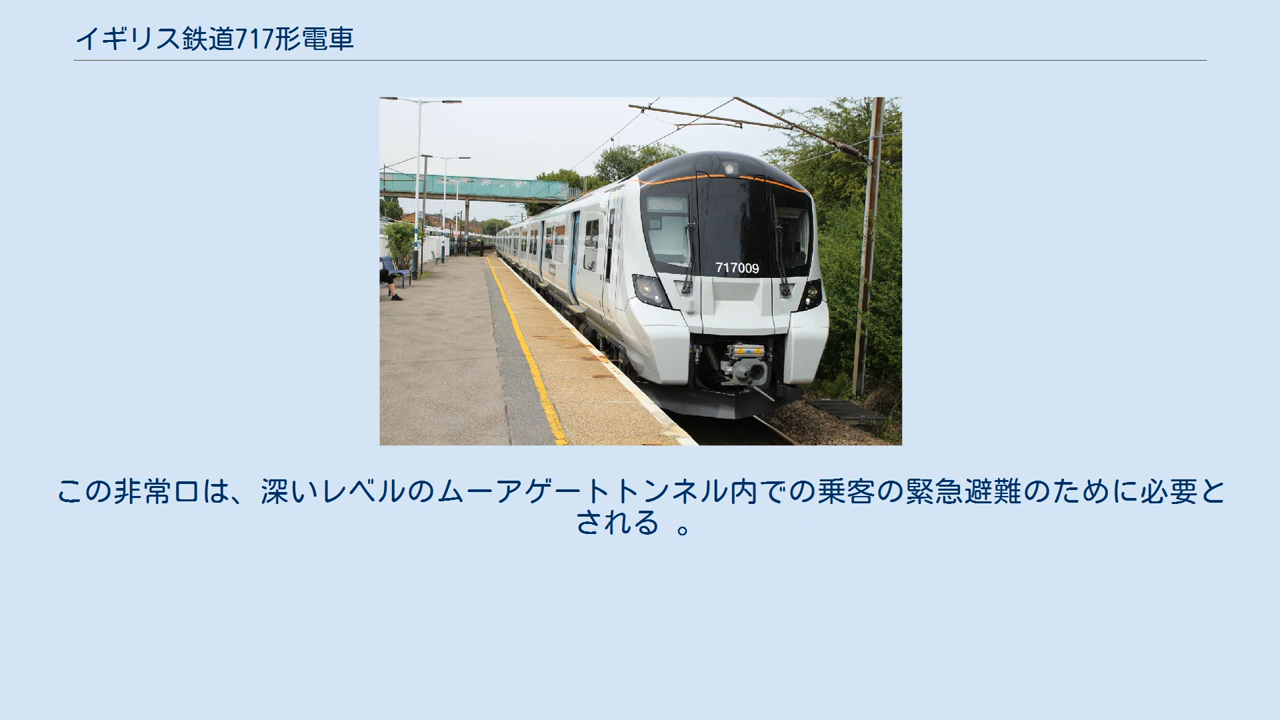 イギリス鉄道717形電車
717009
この非常口は、深いレベルのムーアゲートトンネル内での乗客の緊急避難のために必要と
される 。